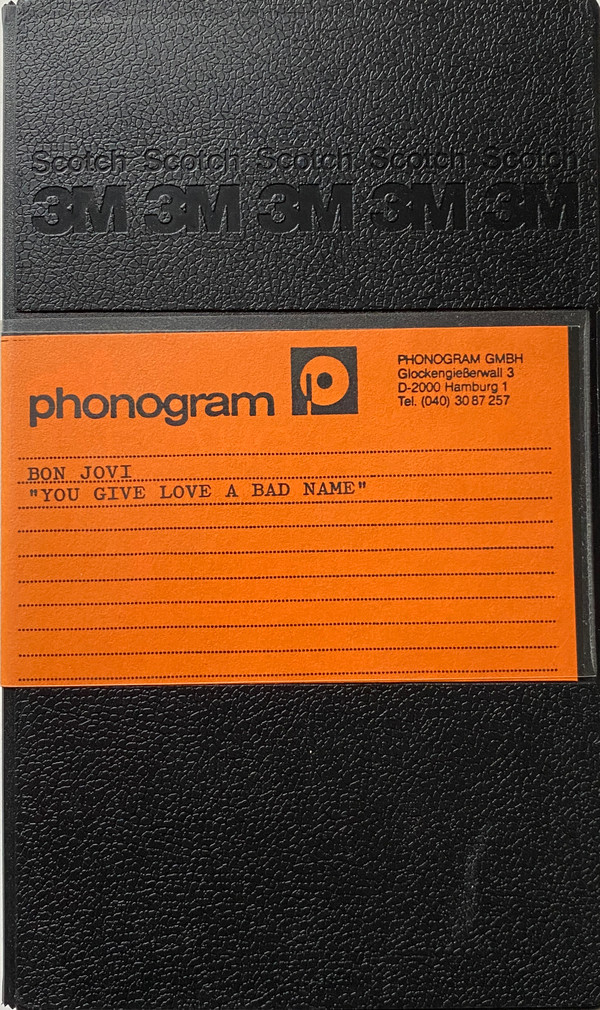 Scotch Scotch Scotch Scotch Scotch
3M 3M 3M 3M 3M
phonogram
PHONOGRAM GMBH
Glockengießerwall 3
D-2000 Hamburg 1
Tel. (040) 30 87 257
BON JOVI
"YOU GIVE LOVE A BAD NAME"